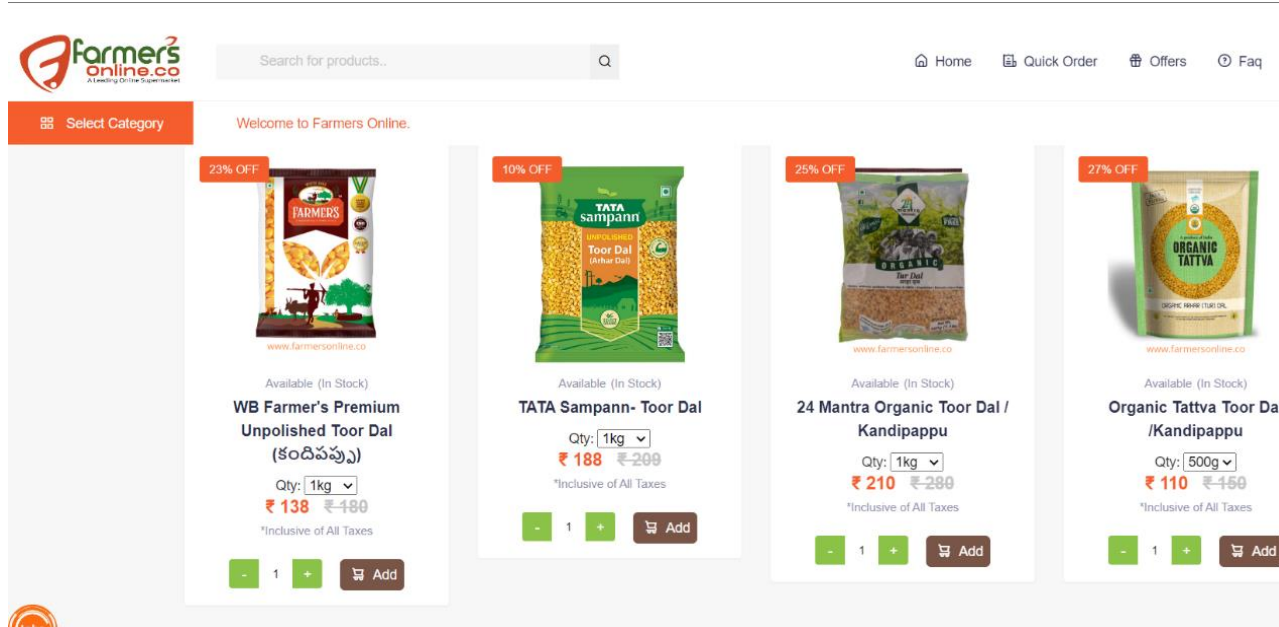 Farmer's
Online.co
A Leading Online Supermarket
Search for products..
Home
Quick Order
Offers
Faq
Select Category
Welcome to Farmers Online.
23% OFF
FARMERS
www.farmersonline.co
Available (In Stock)
WB Farmer's Premium
Unpolished Toor Dal
(కందిపప్పు)
Qty: 1kg
₹ 138 ₹ 180
*Inclusive of All Taxes
- 1 + Add
10% OFF
TATA
sampann
UNPOLISHED
Toor Dal
(Arhar Dal)
Available (In Stock)
TATA Sampann- Toor Dal
Qty: 1kg
₹ 188 ₹ 209
*Inclusive of All Taxes
- 1 + Add
25% OFF
24
mantra
ORGANIC
Tur Dal
www.farmersonline.co
Available (In Stock)
24 Mantra Organic Toor Dal /
Kandipappu
Qty: 1kg
₹ 210 ₹ 280
*Inclusive of All Taxes
- 1 + Add
27% OFF
ORGANIC
TATTVA
ORGANIC ARHAR (TUR) DAL
www.farmersonline.co
Available (In Stock)
Organic Tattva Toor Da
/Kandipappu
Qty: 500g
₹ 110 ₹ 150
*Inclusive of All Taxes
- 1 + Add